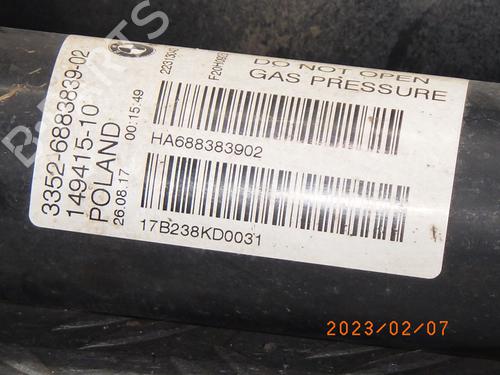 3352-6883839-02
149415-10
POLAND
26.08.17 00:15:49
DO NOT OPEN
GAS PRESSURE
HA688383902
17B238KD0031
2023/02/07